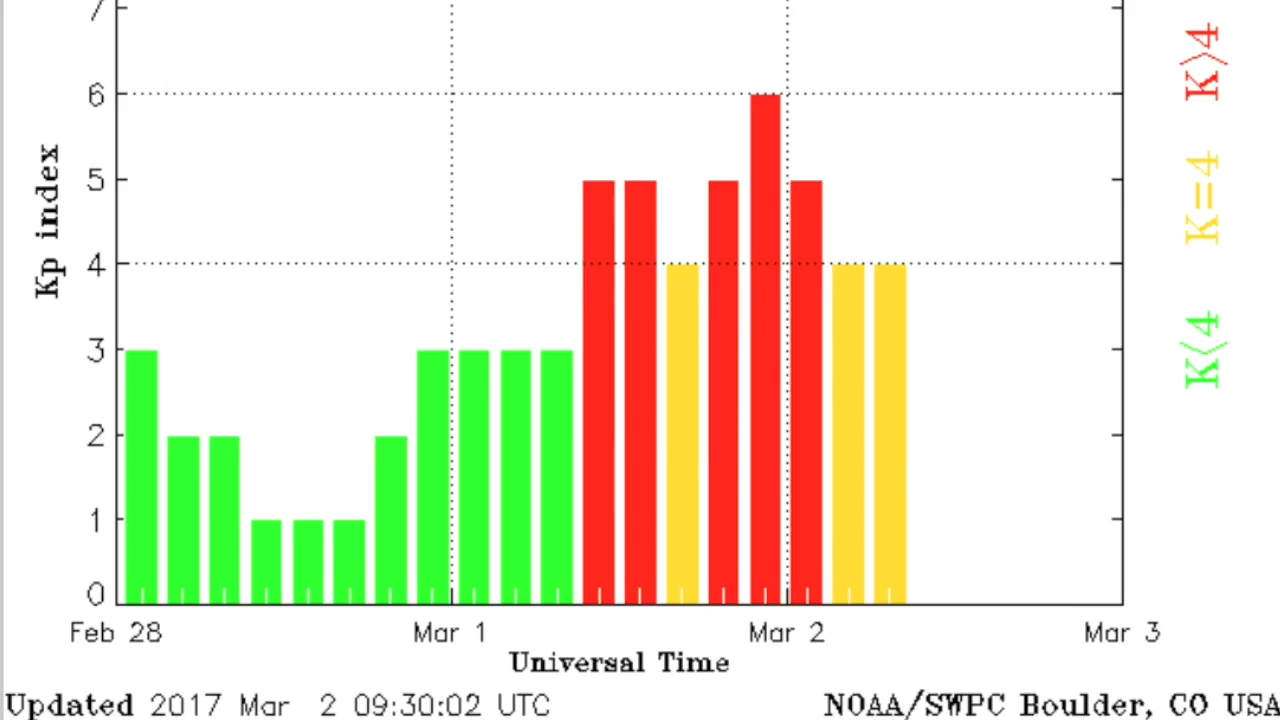 7
6
5
4
3
2
1
0
Kp index
Feb 28 Mar 1 Mar 2 Mar 3
Universal Time
Updated 2017 Mar 2 09:30:02 UTC NOAA/SWPC Boulder, CO USA
K>4
K=4
K<4